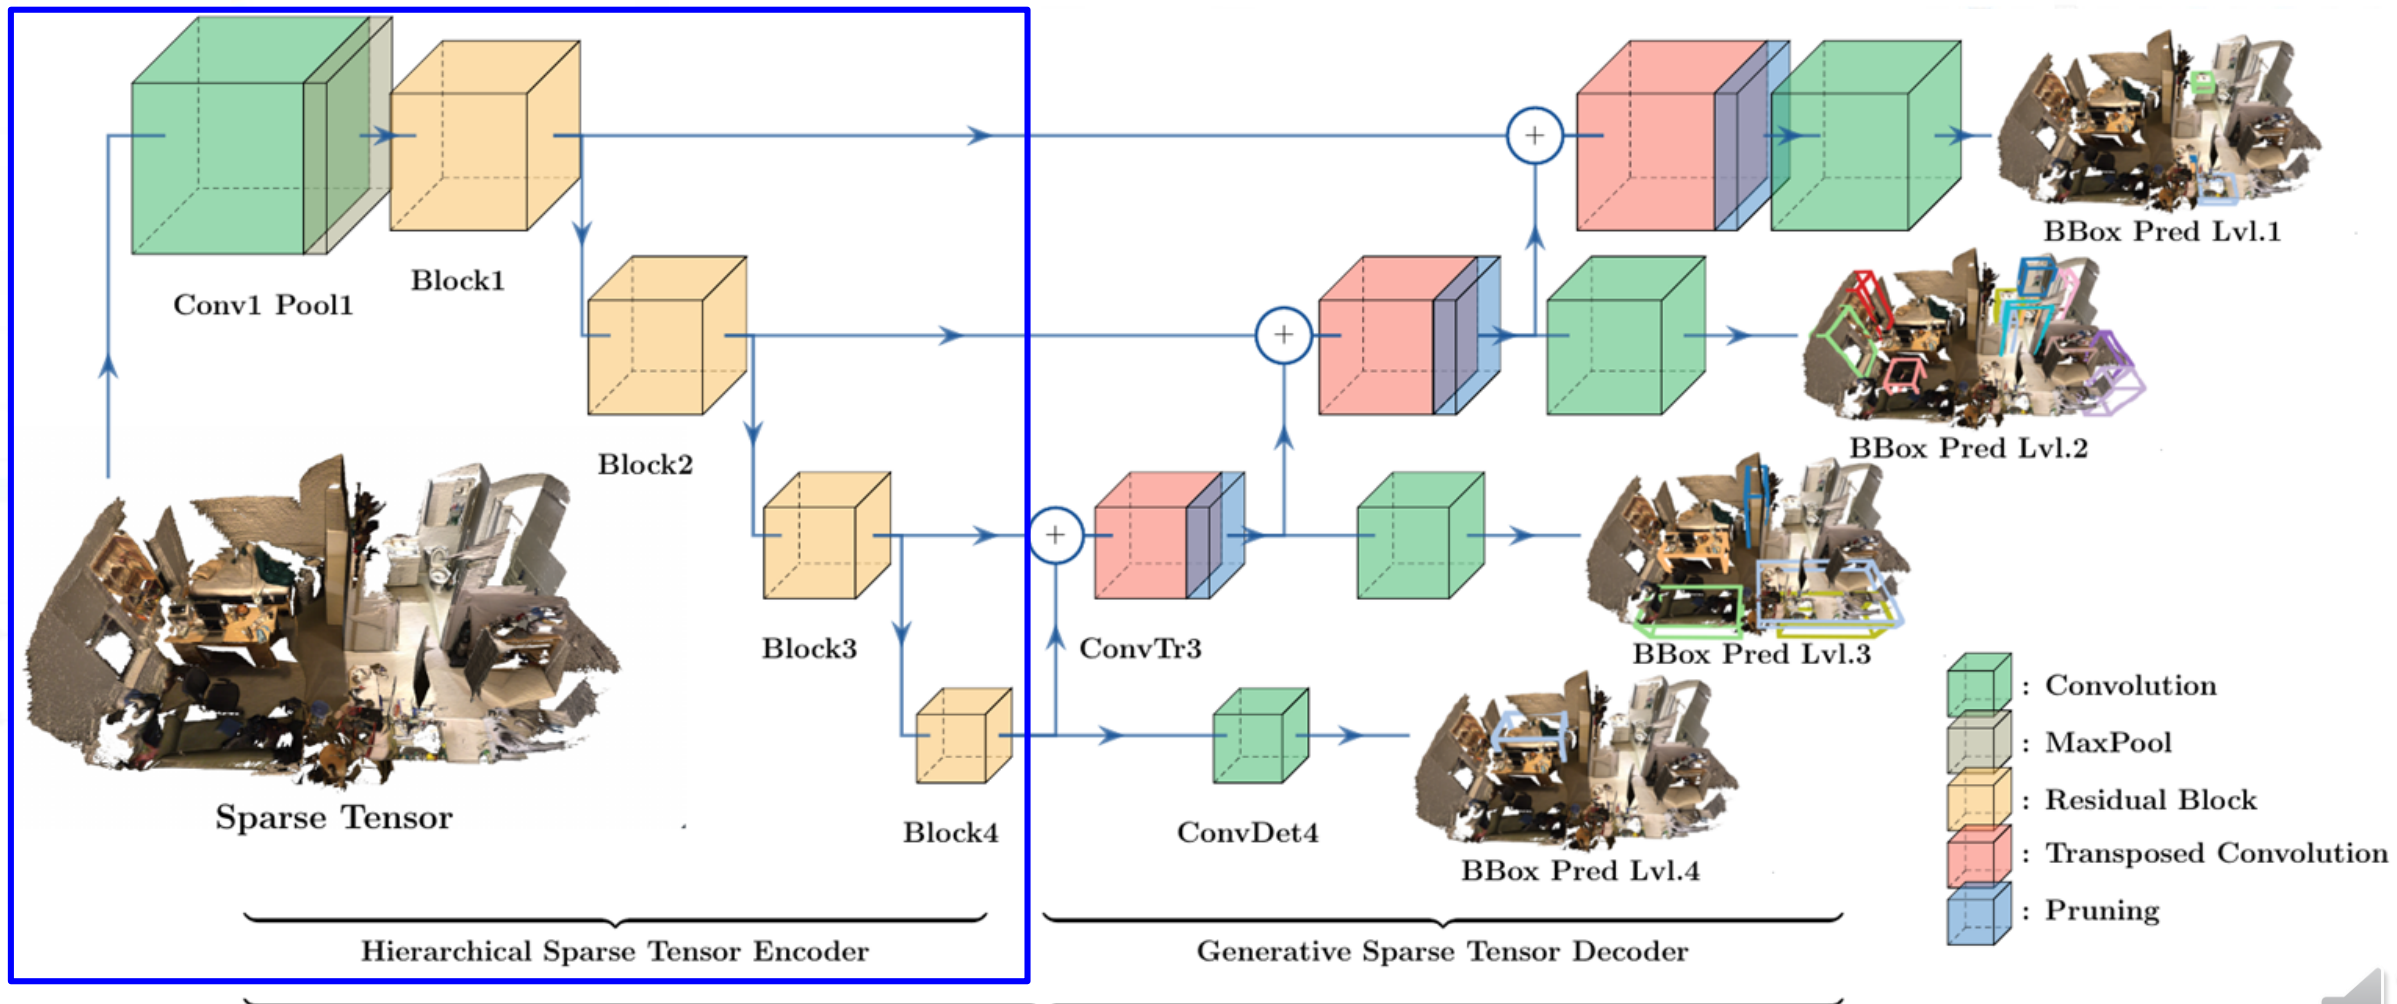 Conv1 Pool1
Block1
BBox Pred Lvl.1
Block2
BBox Pred Lvl.2
Block3
ConvTr3
BBox Pred Lvl.3
Sparse Tensor
Block4
ConvDet4
BBox Pred Lvl.4
: Convolution
: MaxPool
: Residual Block
: Transposed Convolution
: Pruning
Hierarchical Sparse Tensor Encoder
Generative Sparse Tensor Decoder